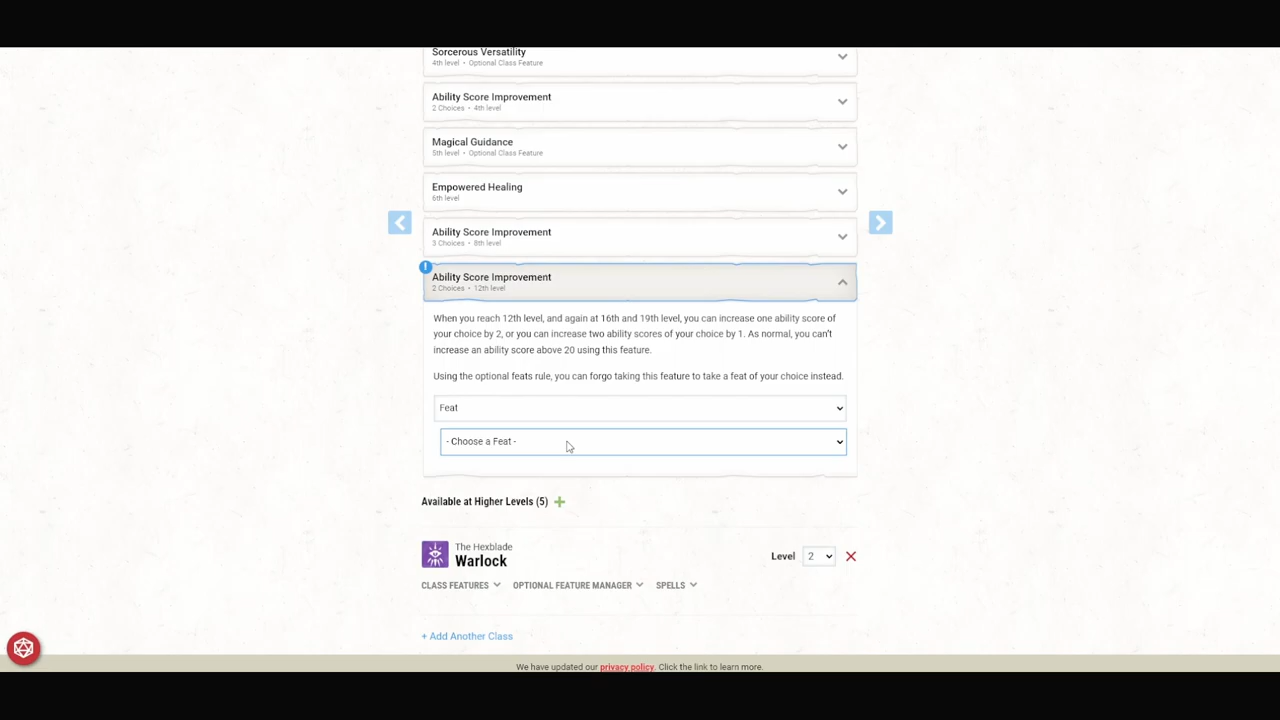 Sorcerous Versatility
4th level • Optional Class Feature
Ability Score Improvement
2 Choices • 4th level
Magical Guidance
5th level • Optional Class Feature
Empowered Healing
6th level
Ability Score Improvement
3 Choices • 8th level
!
Ability Score Improvement
2 Choices • 12th level
When you reach 12th level, and again at 16th and 19th level, you can increase one ability score of
your choice by 2, or you can increase two ability scores of your choice by 1. As normal, you can't
increase an ability score above 20 using this feature.
Using the optional feats rule, you can forgo taking this feature to take a feat of your choice instead.
Feat
- Choose a Feat -
Available at Higher Levels (5)
The Hexblade
Warlock
Level 2
CLASS FEATURES OPTIONAL FEATURE MANAGER SPELLS
+ Add Another Class
We have updated our privacy policy. Click the link to learn more.